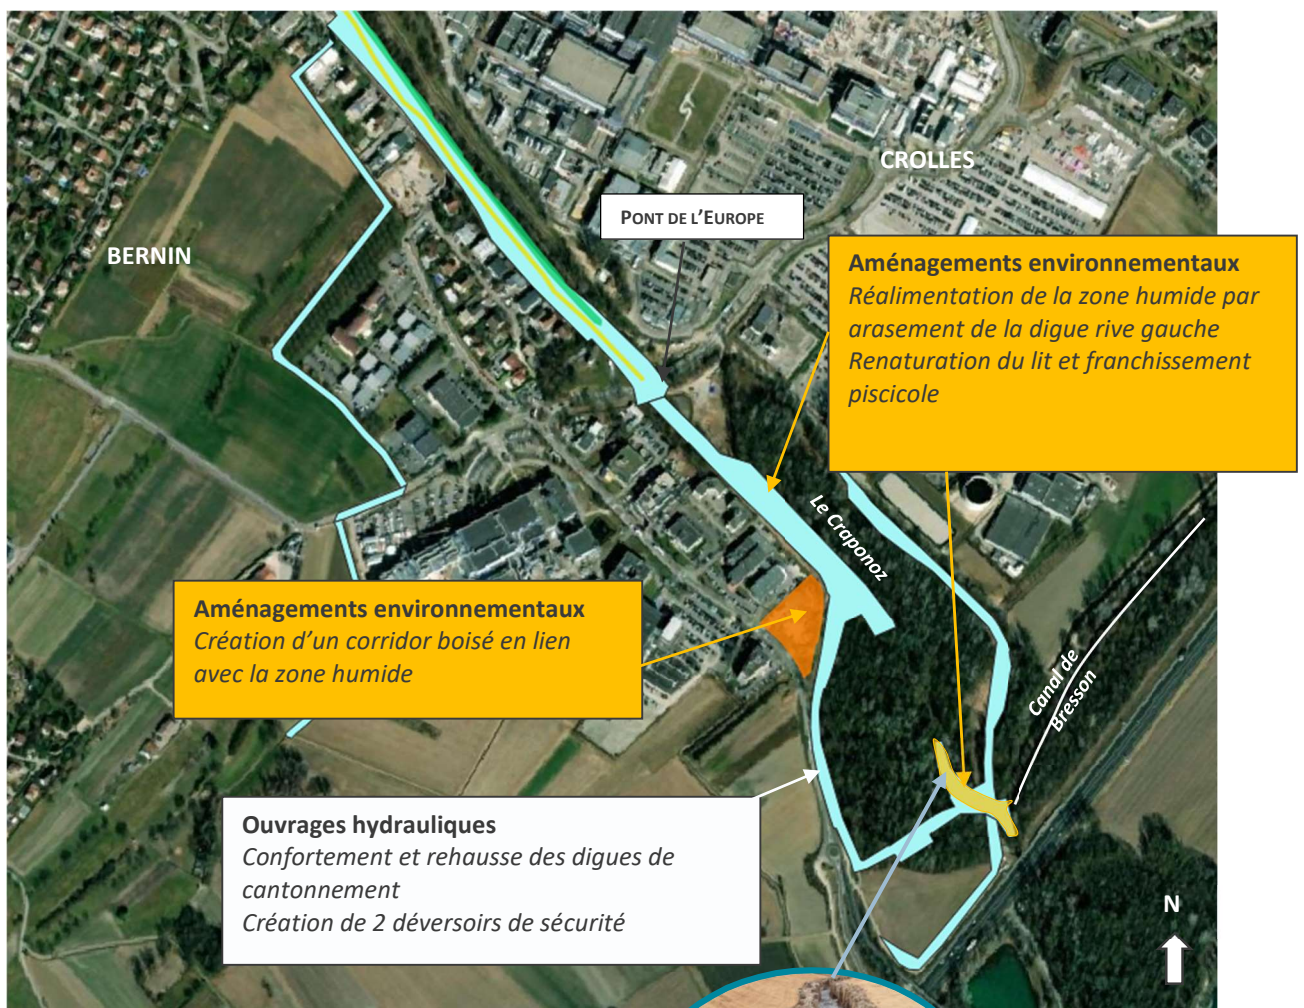 CROLLES
PONT DE L'EUROPE
BERNIN
Aménagements environnementaux
Réalimentation de la zone humide par
arasement de la digue rive gauche
Renaturation du lit et franchissement
piscicole
Le Craponoz
Aménagements environnementaux
Création d'un corridor boisé en lien
avec la zone humide
Canal de
Bresson
Ouvrages hydrauliques
Confortement et rehausse des digues de
cantonnement
Création de 2 déversoirs de sécurité
N